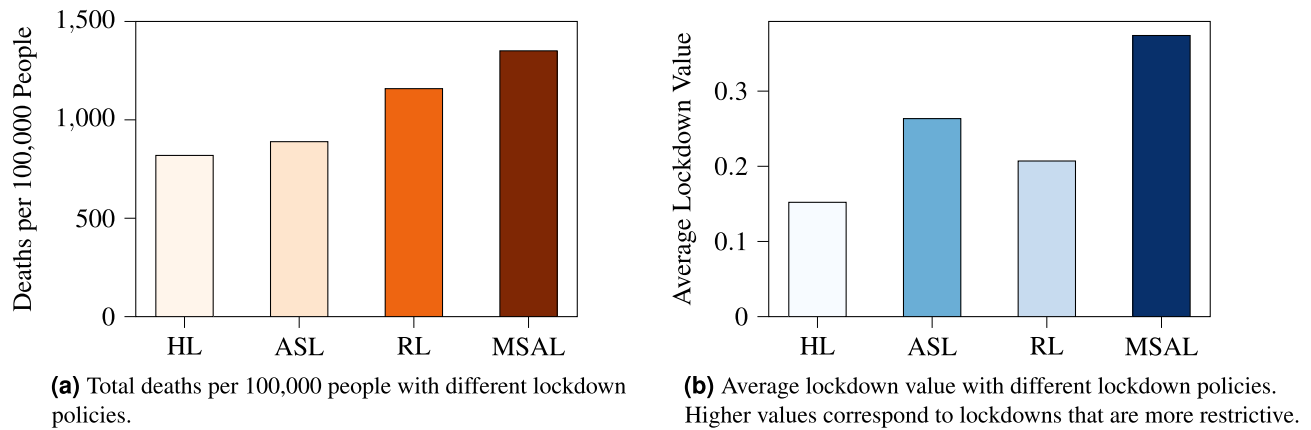 Deaths per 100,000 People
1,500
1,000
500
0
HL ASL RL MSAL
(a) Total deaths per 100,000 people with different lockdown
policies.
Average Lockdown Value
0.3
0.2
0.1
0
HL ASL RL MSAL
(b) Average lockdown value with different lockdown policies.
Higher values correspond to lockdowns that are more restrictive.